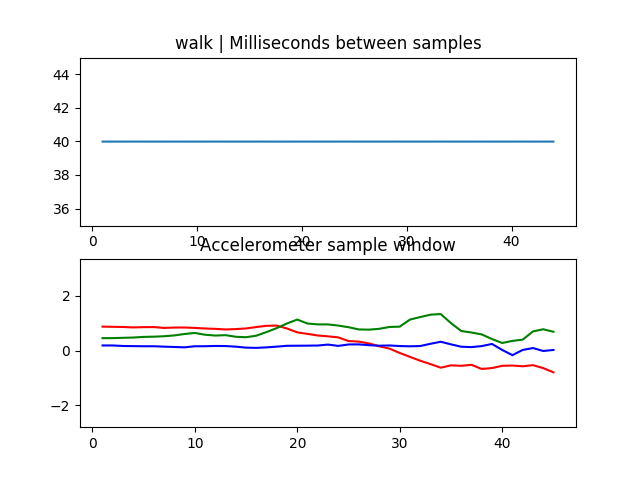 walk | Milliseconds between samples
44
42
40
38
36
0 10 20 30 40
Accelerometer sample window
2
0
−2
0 10 20 30 40